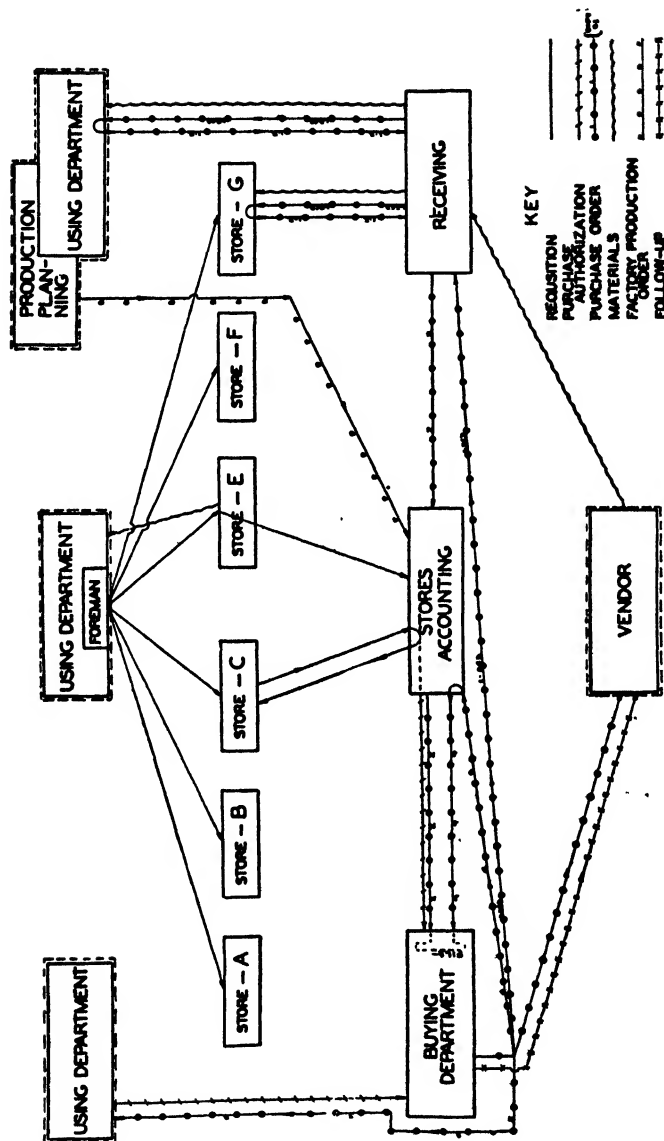 USING DEPARTMENT
USING DEPARTMENT
FOREMAN
PRODUCTION
PLAN-
NING
USING DEPARTMENT
STORE - A
STORE - B
STORE - C
STORE - E
STORE - F
STORE - G
BUYING
DEPARTMENT
STORES
ACCOUNTING
RECEIVING
VENDOR
KEY
REQUSITION
PURCHASE
AUTHORIZATION
PURCHASE ORDER
MATERIALS
FACTORY PRODUCTION
ORDER
FOLLOW-UP